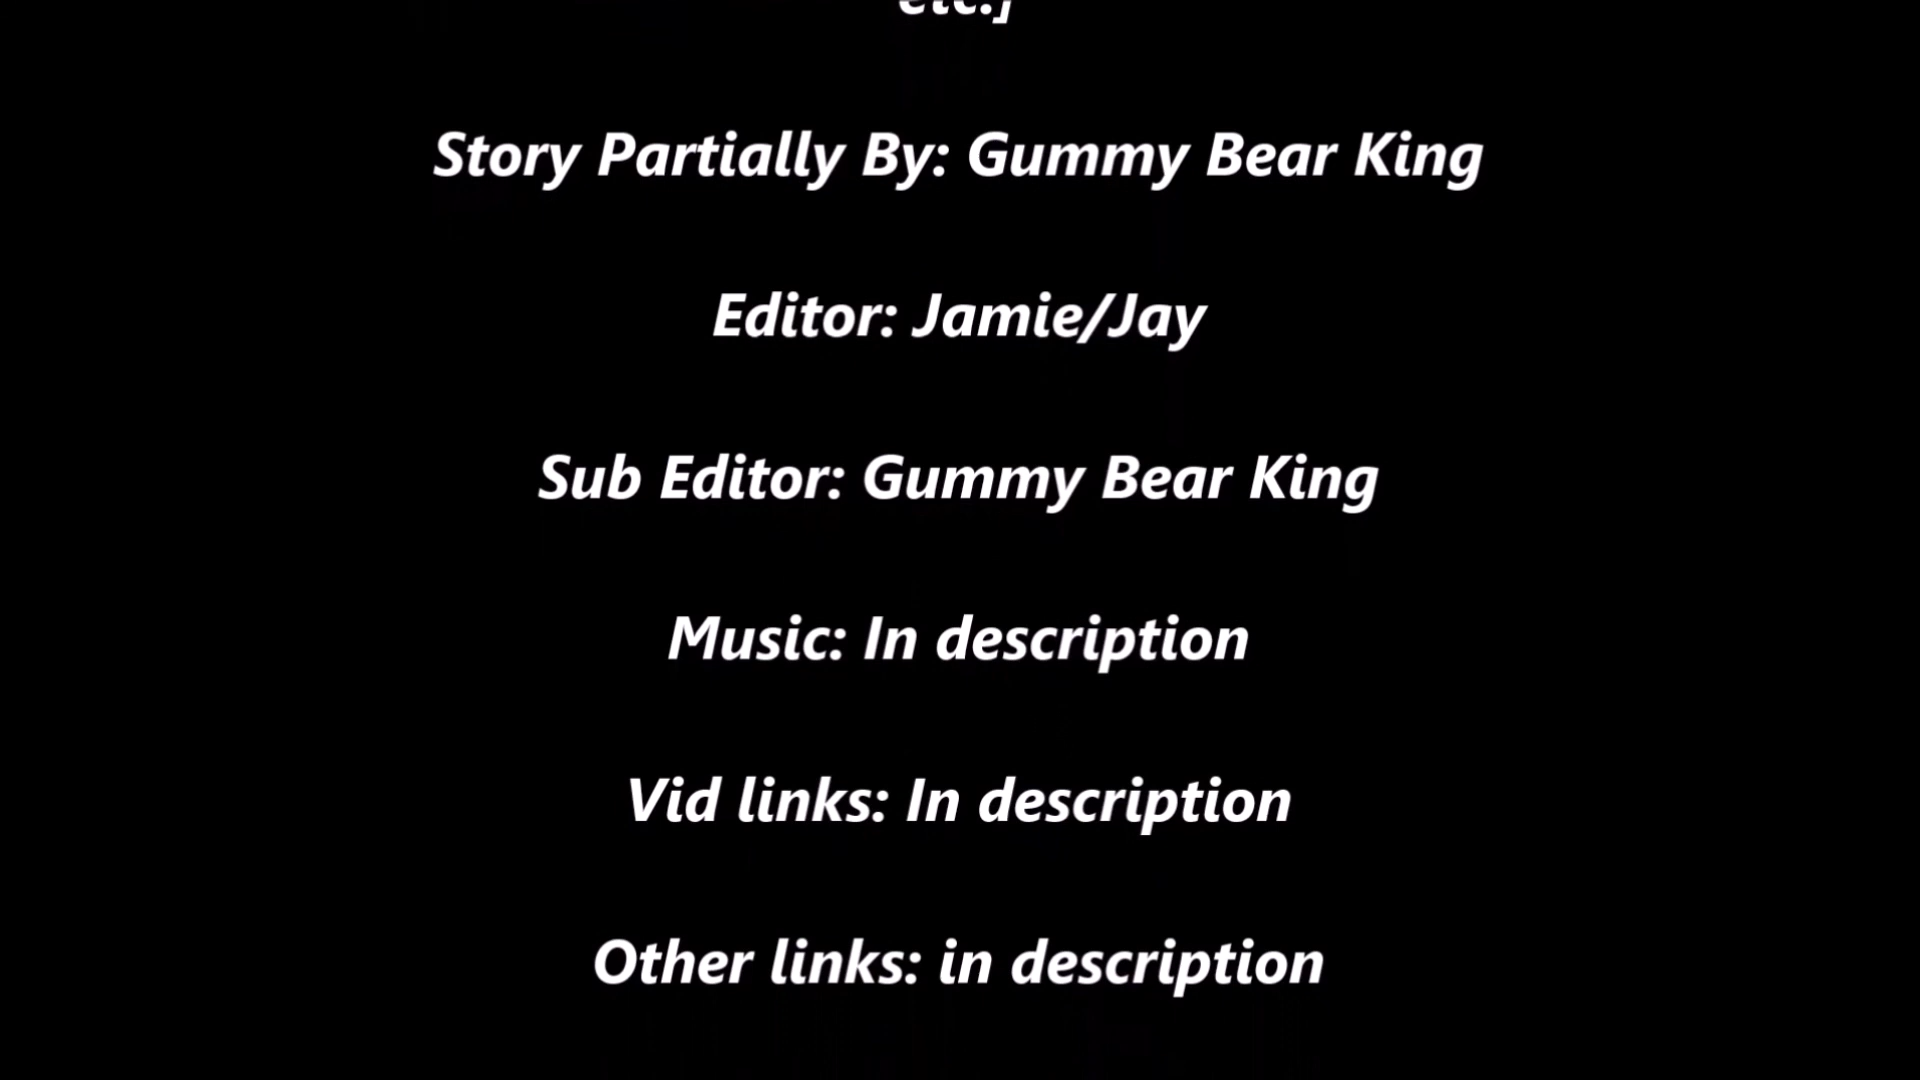 etc.]
Story Partially By: Gummy Bear King
Editor: Jamie/Jay
Sub Editor: Gummy Bear King
Music: In description
Vid links: In description
Other links: in description